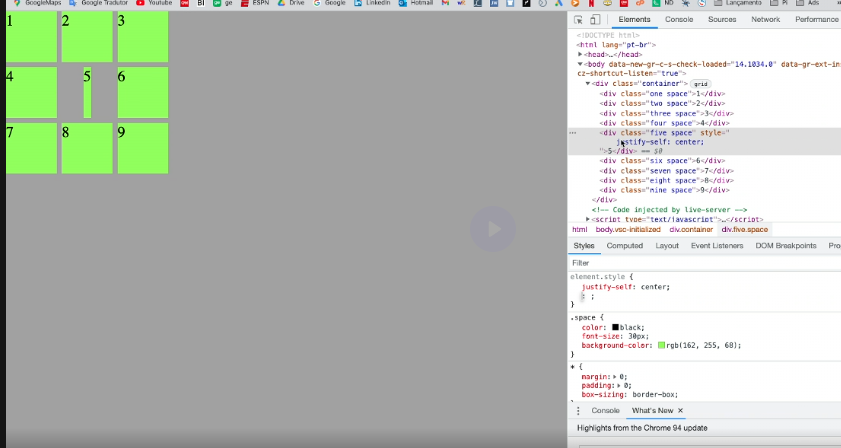 GoogleMaps Google Tradutor Youtube BI ge ESPN Drive Google LinkedIn Hotmail ND Lançamento Pi Ads
1 2 3
4 5 6
7 8 9
Elements Console Sources Network Performance
<!DOCTYPE html>
<html lang="pt-br">
<head>…</head>
<body data-new-gr-c-s-check-loaded="14.1034.0" data-gr-ext-in
cz-shortcut-listen="true">
<div class="container"> grid
<div class="one space">1</div>
<div class="two space">2</div>
<div class="three space">3</div>
<div class="four space">4</div>
<div class="five space" style="
justify-self: center;
">5</div> == $0
<div class="six space">6</div>
<div class="seven space">7</div>
<div class="eight space">8</div>
<div class="nine space">9</div>
</div>
<!-- Code injected by live-server -->
<script type="text/javascript">…</script>
html body.vsc-initialized div.container div.five.space
Styles Computed Layout Event Listeners DOM Breakpoints Pro
Filter
element.style {
justify-self: center;
: ;
}
.space {
color: black;
font-size: 30px;
background-color: rgb(162, 255, 68);
}
* {
margin: 0;
padding: 0;
box-sizing: border-box;
Console What's New ×
Highlights from the Chrome 94 update